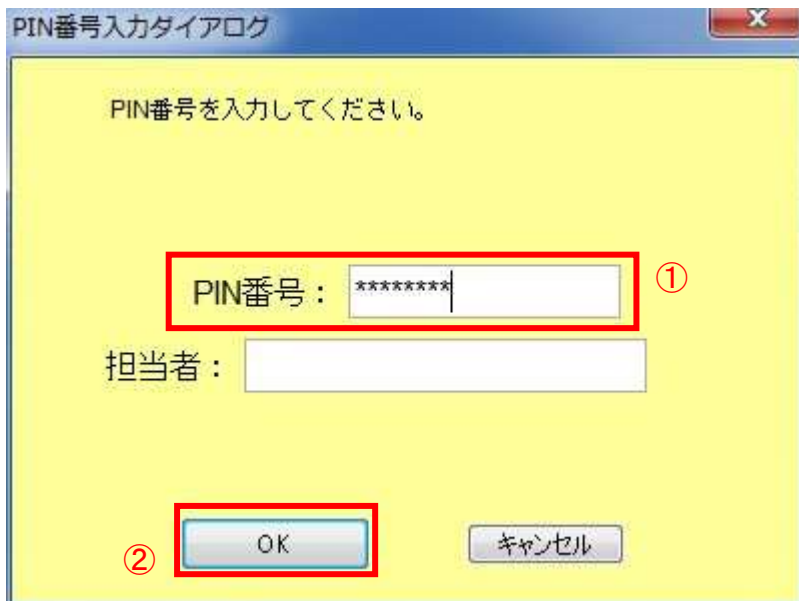 PIN番号入力ダイアログ
x
PIN番号を入力してください。
PIN番号： ******** ①
担当者：
② OK キャンセル